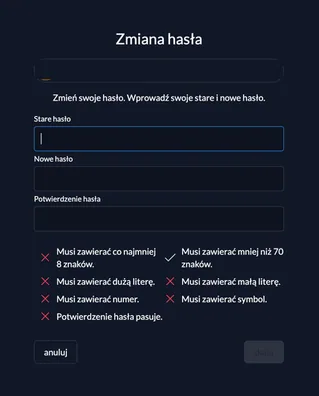 Zmiana hasła
Zmień swoje hasło. Wprowadź swoje stare i nowe hasło.
Stare hasło
Nowe hasło
Potwierdzenie hasła
Musi zawierać co najmniej
8 znaków.
Musi zawierać mniej niż 70
znaków.
Musi zawierać dużą literę.
Musi zawierać małą literę.
Musi zawierać numer.
Musi zawierać symbol.
Potwierdzenie hasła pasuje.
anuluj